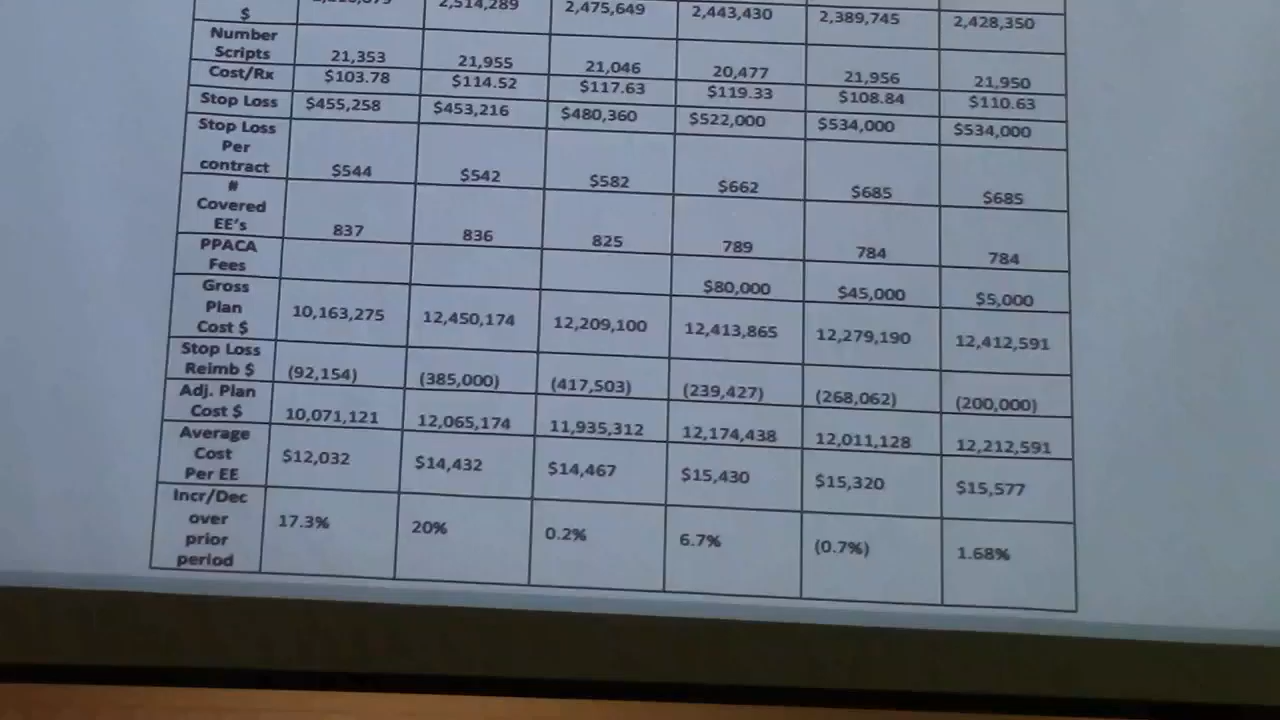 $ 2,514,289 2,475,649 2,443,430 2,389,745 2,428,350
Number
Scripts 21,353 21,955 21,046 20,477 21,956 21,950
Cost/Rx $103.78 $114.52 $117.63 $119.33 $108.84 $110.63
Stop Loss $455,258 $453,216 $480,360 $522,000 $534,000 $534,000
Stop Loss
Per
contract $544 $542 $582 $662 $685 $685
#
Covered
EE's 837 836 825 789 784 784
PPACA
Fees $80,000 $45,000 $5,000
Gross
Plan
Cost $ 10,163,275 12,450,174 12,209,100 12,413,865 12,279,190 12,412,591
Stop Loss
Reimb $ (92,154) (385,000) (417,503) (239,427) (268,062) (200,000)
Adj. Plan
Cost $ 10,071,121 12,065,174 11,935,312 12,174,438 12,011,128 12,212,591
Average
Cost
Per EE $12,032 $14,432 $14,467 $15,430 $15,320 $15,577
Incr/Dec
over
prior
period 17.3% 20% 0.2% 6.7% (0.7%) 1.68%